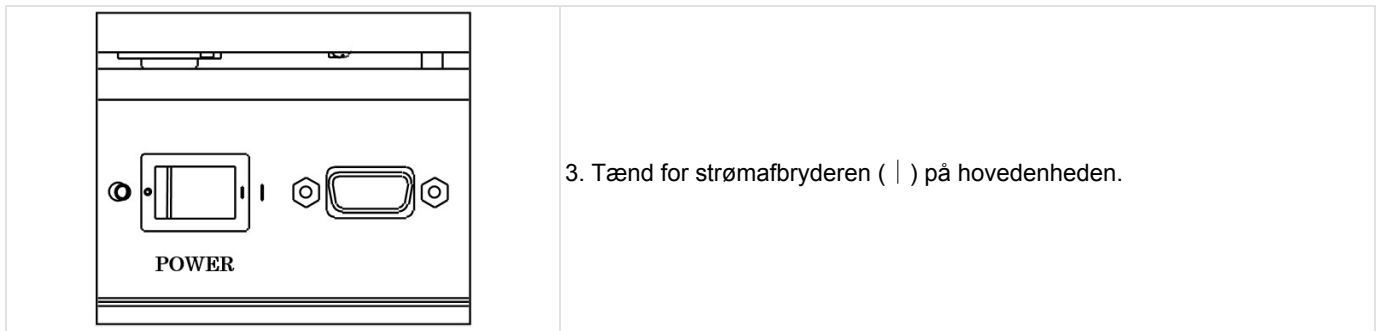 POWER
3. Tænd for strømafbryderen (｜) på hovedenheden.